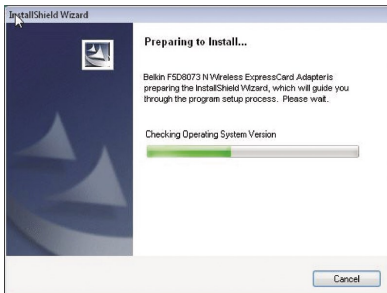 InstallShield Wizard
Preparing to Install...
Belkin F5D8073 N Wireless ExpressCard Adapter is
preparing the InstallShield Wizard, which will guide you
through the program setup process. Please wait.
Checking Operating System Version
Cancel